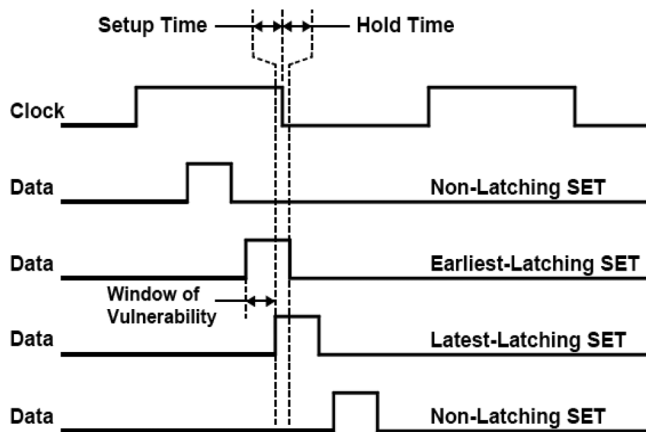 Setup Time
Hold Time
Clock
Data
Non-Latching SET
Data
Earliest-Latching SET
Window of
Vulnerability
Data
Latest-Latching SET
Data
Non-Latching SET